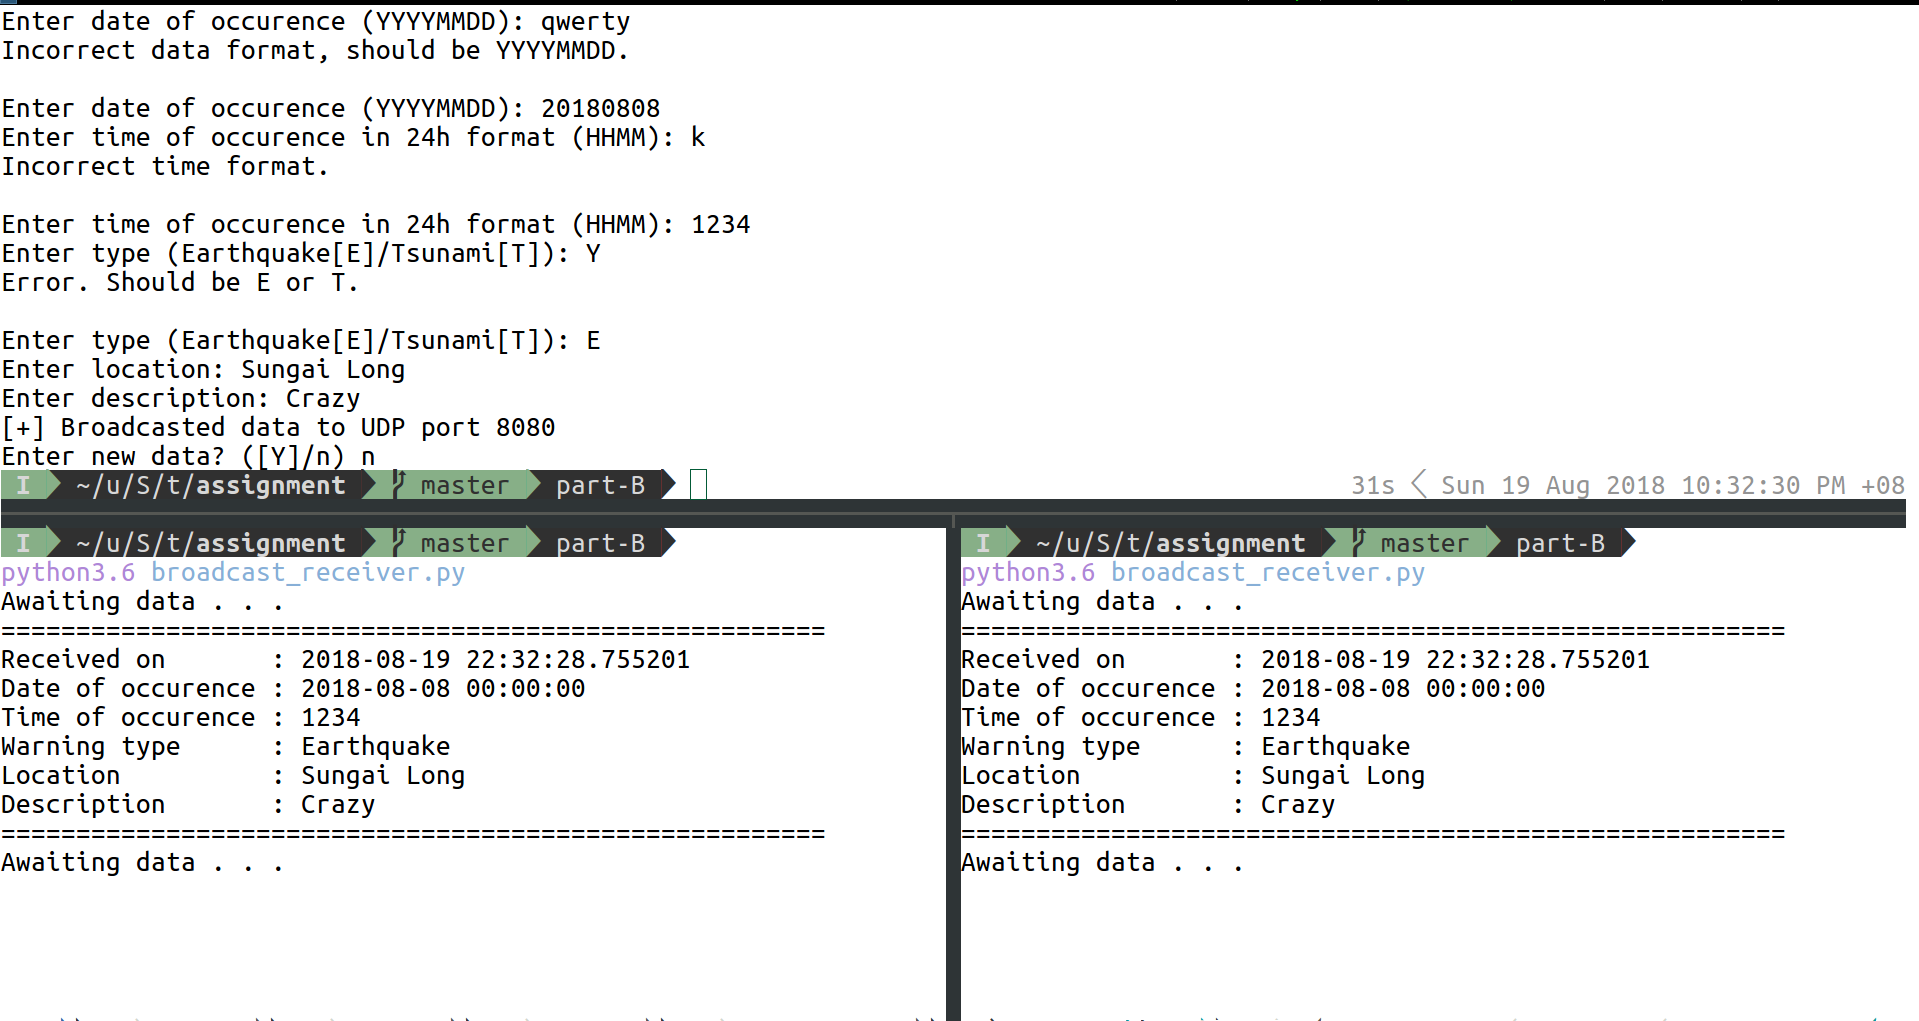 Enter date of occurence (YYYYMMDD): qwerty
Incorrect data format, should be YYYYMMDD.
Enter date of occurence (YYYYMMDD): 20180808
Enter time of occurence in 24h format (HHMM): k
Incorrect time format.
Enter time of occurence in 24h format (HHMM): 1234
Enter type (Earthquake[E]/Tsunami[T]): Y
Error. Should be E or T.
Enter type (Earthquake[E]/Tsunami[T]): E
Enter location: Sungai Long
Enter description: Crazy
[+] Broadcasted data to UDP port 8080
Enter new data? ([Y]/n) n
I ~/u/S/t/assignment master part-B 31s Sun 19 Aug 2018 10:32:30 PM +08
I ~/u/S/t/assignment master part-B
python3.6 broadcast_receiver.py
Awaiting data . . .
=======================================================
Received on       : 2018-08-19 22:32:28.755201
Date of occurence : 2018-08-08 00:00:00
Time of occurence : 1234
Warning type      : Earthquake
Location          : Sungai Long
Description       : Crazy
=======================================================
Awaiting data . . .
I ~/u/S/t/assignment master part-B
python3.6 broadcast_receiver.py
Awaiting data . . .
=======================================================
Received on       : 2018-08-19 22:32:28.755201
Date of occurence : 2018-08-08 00:00:00
Time of occurence : 1234
Warning type      : Earthquake
Location          : Sungai Long
Description       : Crazy
=======================================================
Awaiting data . . .